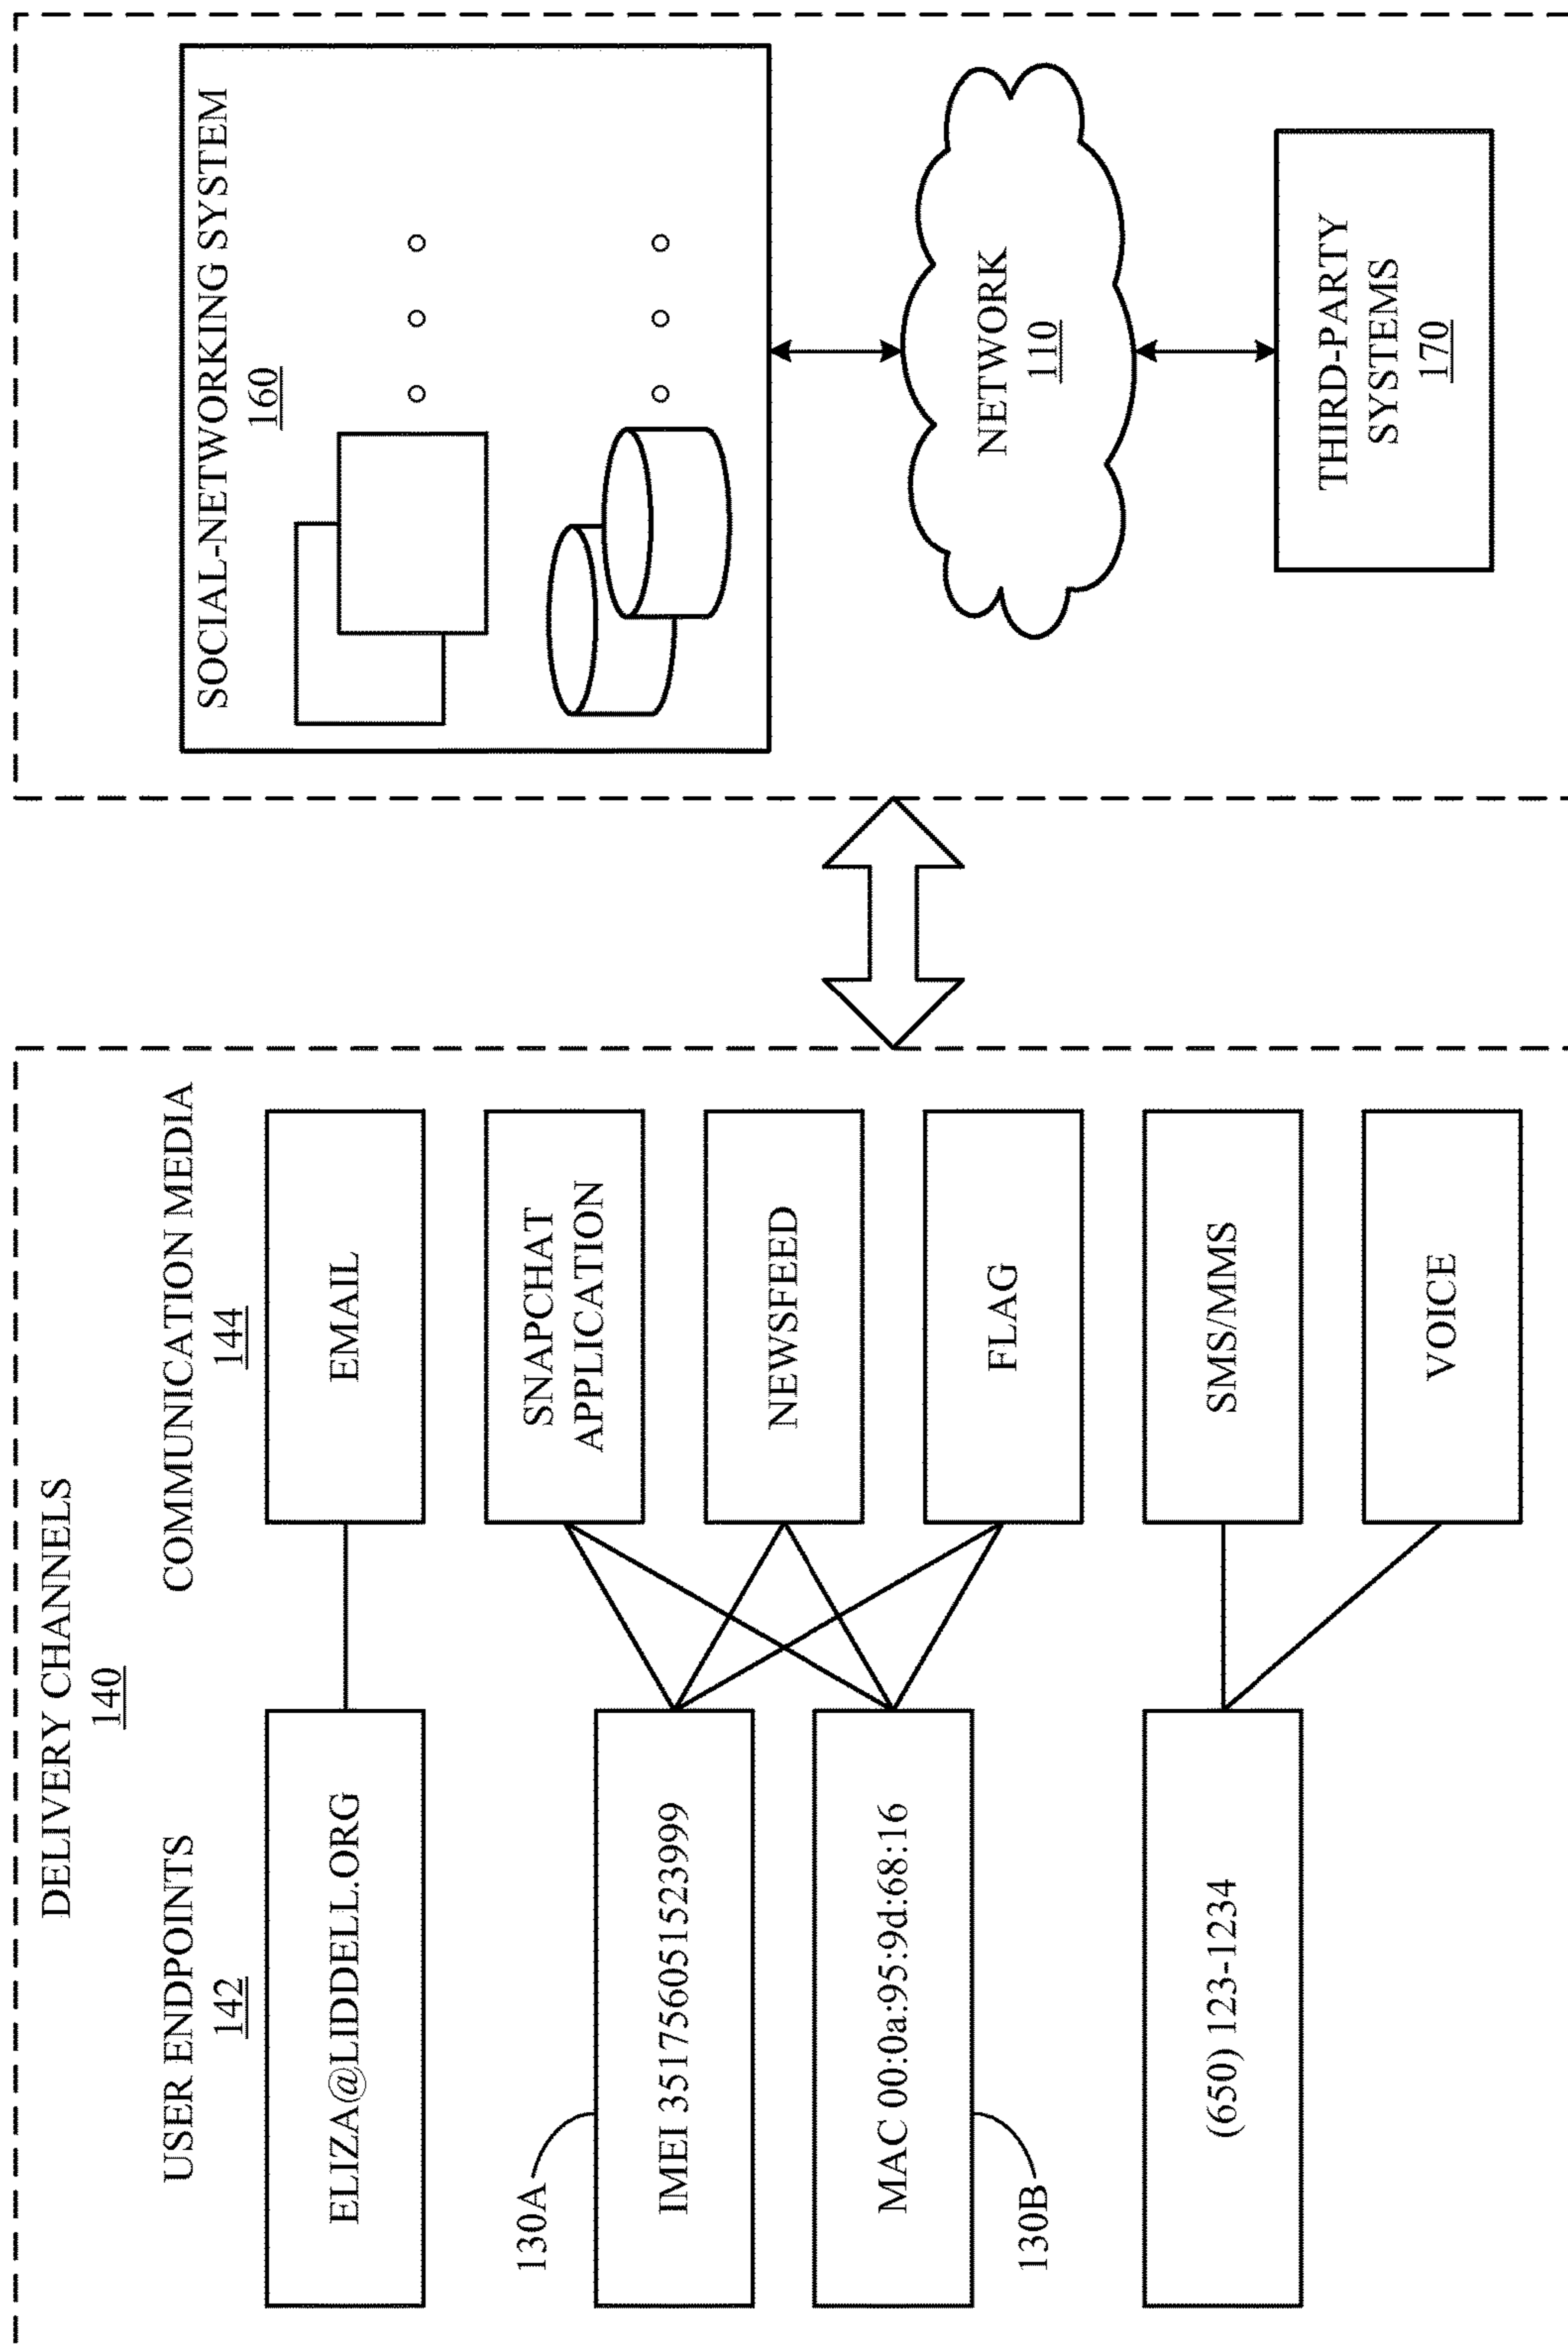 DELIVERY CHANNELS
140
USER ENDPOINTS
142
COMMUNICATION MEDIA
144
ELIZA@LIDDELL.ORG
EMAIL
130A
IMEI 351756051523999
SNAPCHAT
APPLICATION
NEWSFEED
MAC 00:0a:95:9d:68:16
130B
FLAG
(650) 123-1234
SMS/MMS
VOICE
SOCIAL-NETWORKING SYSTEM
160
NETWORK
110
THIRD-PARTY
SYSTEMS
170